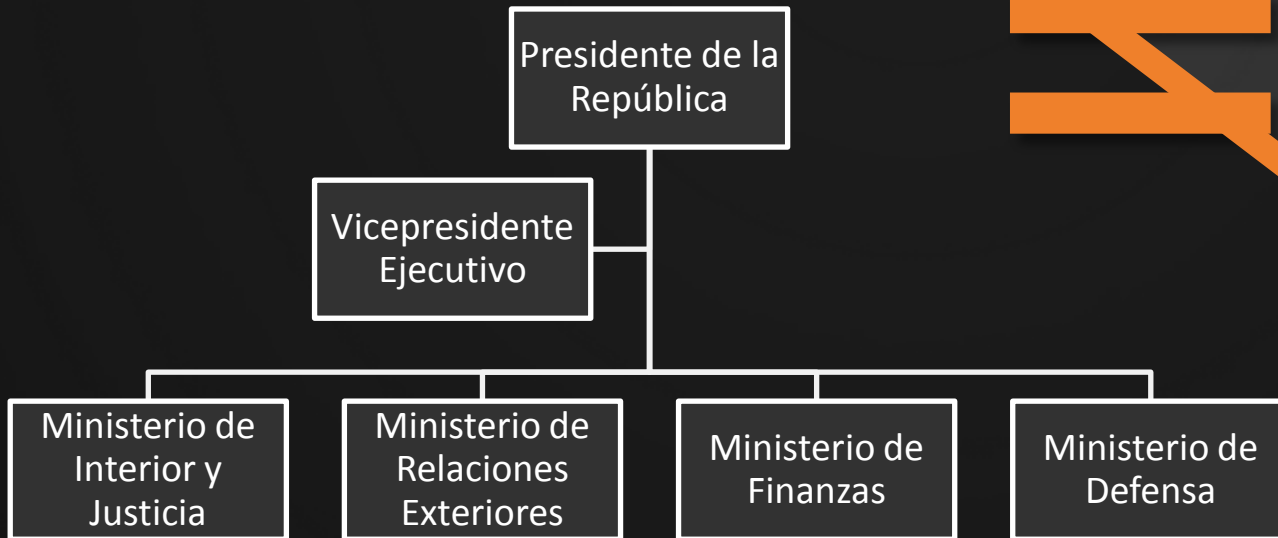 Presidente de la
República
Vicepresidente
Ejecutivo
Ministerio de
Interior y
Justicia
Ministerio de
Relaciones
Exteriores
Ministerio de
Finanzas
Ministerio de
Defensa